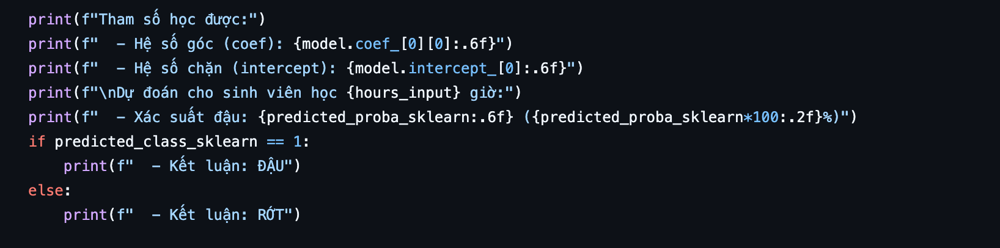 print(f"Tham số học được:")
print(f"  – Hệ số góc (coef): {model.coef_[0][0]:.6f}")
print(f"  – Hệ số chặn (intercept): {model.intercept_[0]:.6f}")
print(f"\nDự đoán cho sinh viên học {hours_input} giờ:")
print(f"  – Xác suất đậu: {predicted_proba_sklearn:.6f} ({predicted_proba_sklearn*100:.2f}%)")
if predicted_class_sklearn == 1:
    print(f"  – Kết luận: ĐẬU")
else:
    print(f"  – Kết luận: RỚT")